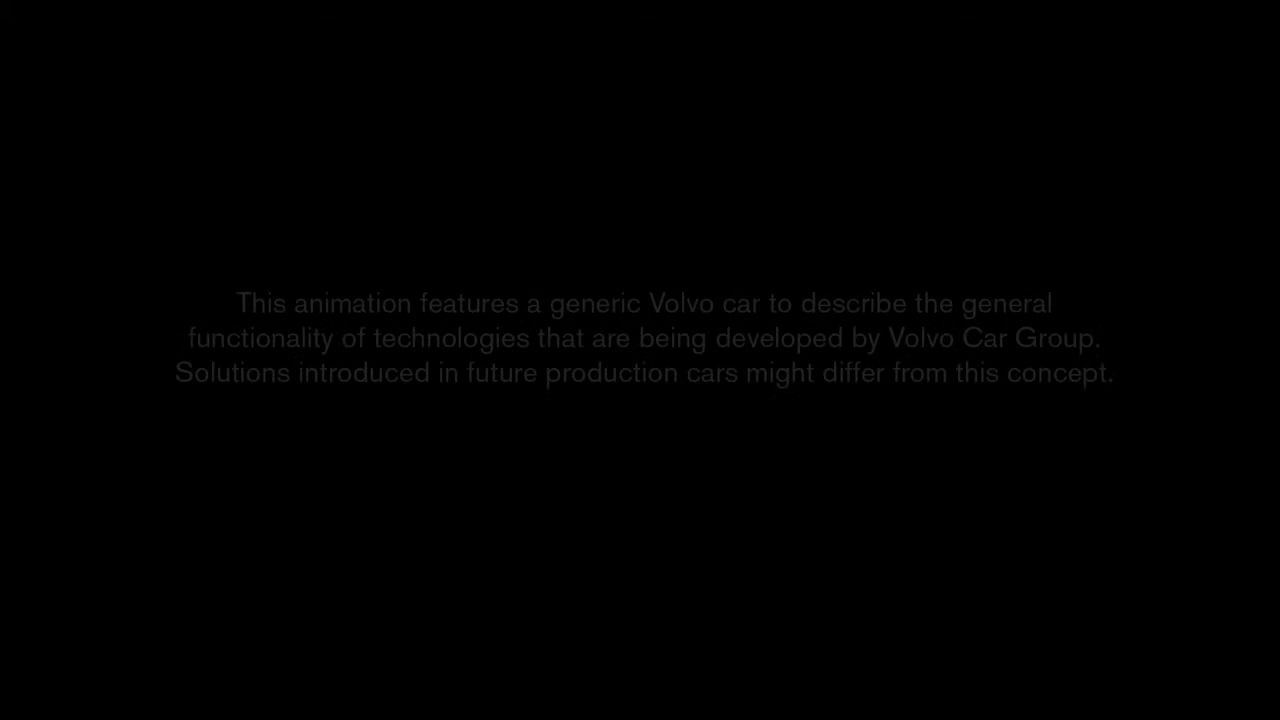 This animation features a generic Volvo car to describe the general
functionality of technologies that are being developed by Volvo Car Group.
Solutions introduced in future production cars might differ from this concept.